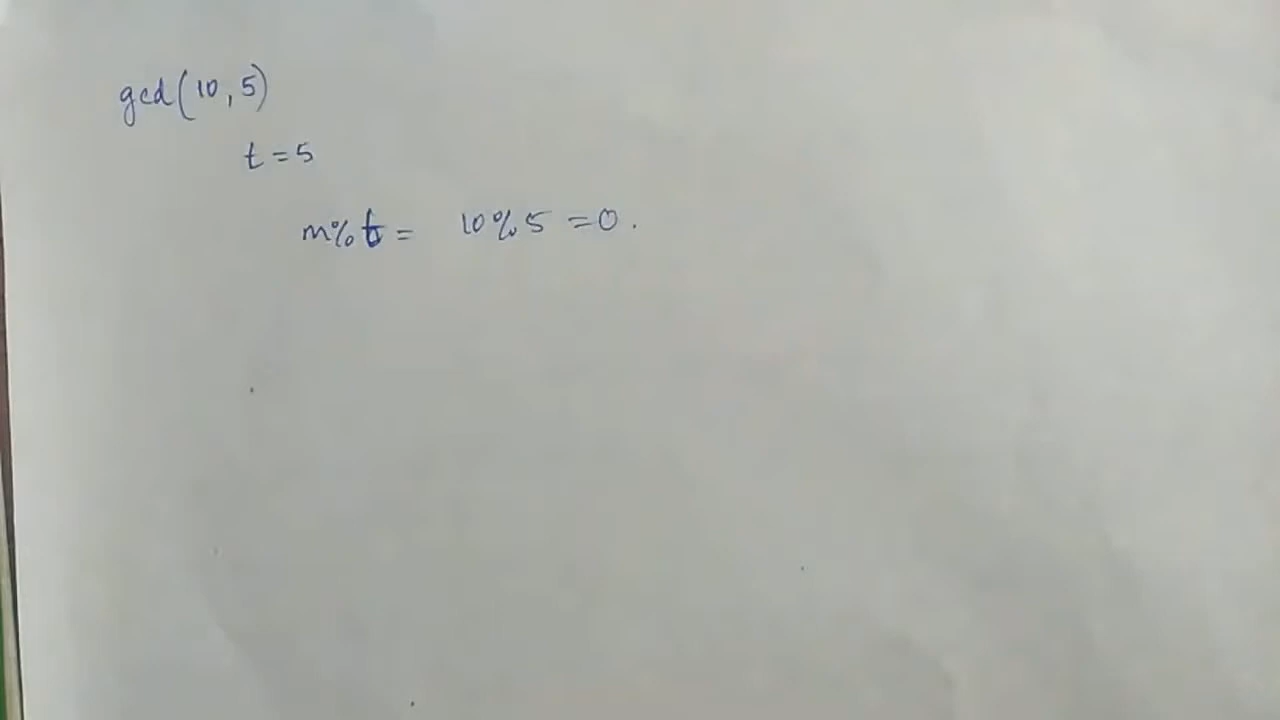 gcd(10,5)
t=5
m%t = 10%5 =0.